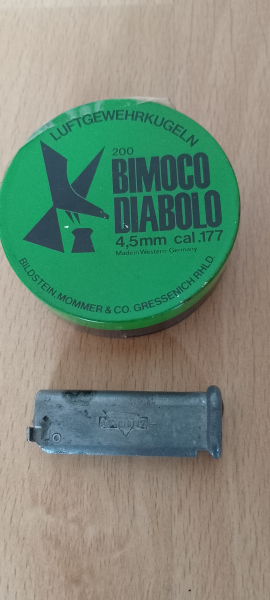 LUFTGEWEHRKUGELN
200
BIMOCO
DIABOLO
4,5mm cal.177
Made in Western-Germany
BILDSTEIN, MOMMER & CO. GRESSENICH RHLD.